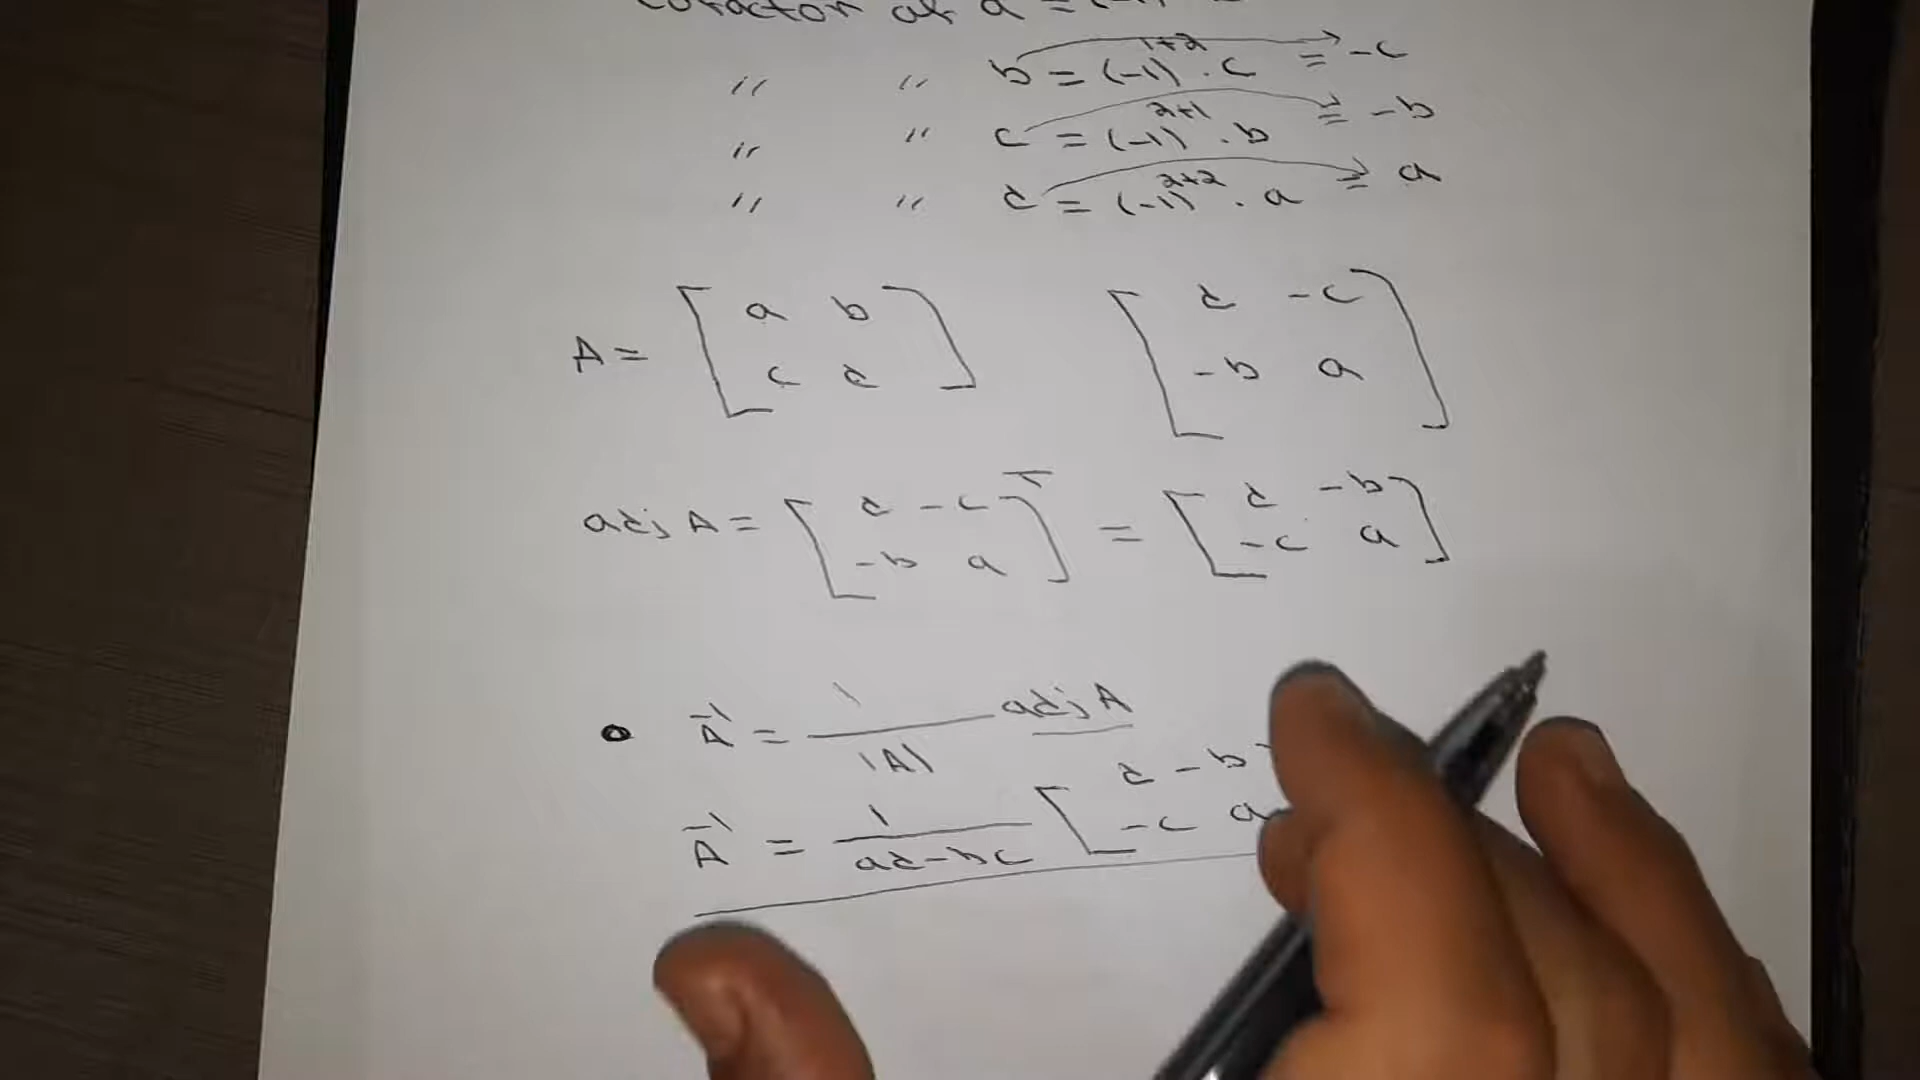 cofactor of a = (-1)
" " b = (-1)^{1+2} . c = -c
" " c = (-1)^{2+1} . b = -b
" " d = (-1)^{2+2} . a = a
A = [ a b
c d ]
[ d -c
-b a ]
adj A = [ d -c
-b a ]^T = [ d -b
-c a ]
A^{-1} = 1/|A| adj A
A^{-1} = 1/(ad-bc) [ d -b
-c a